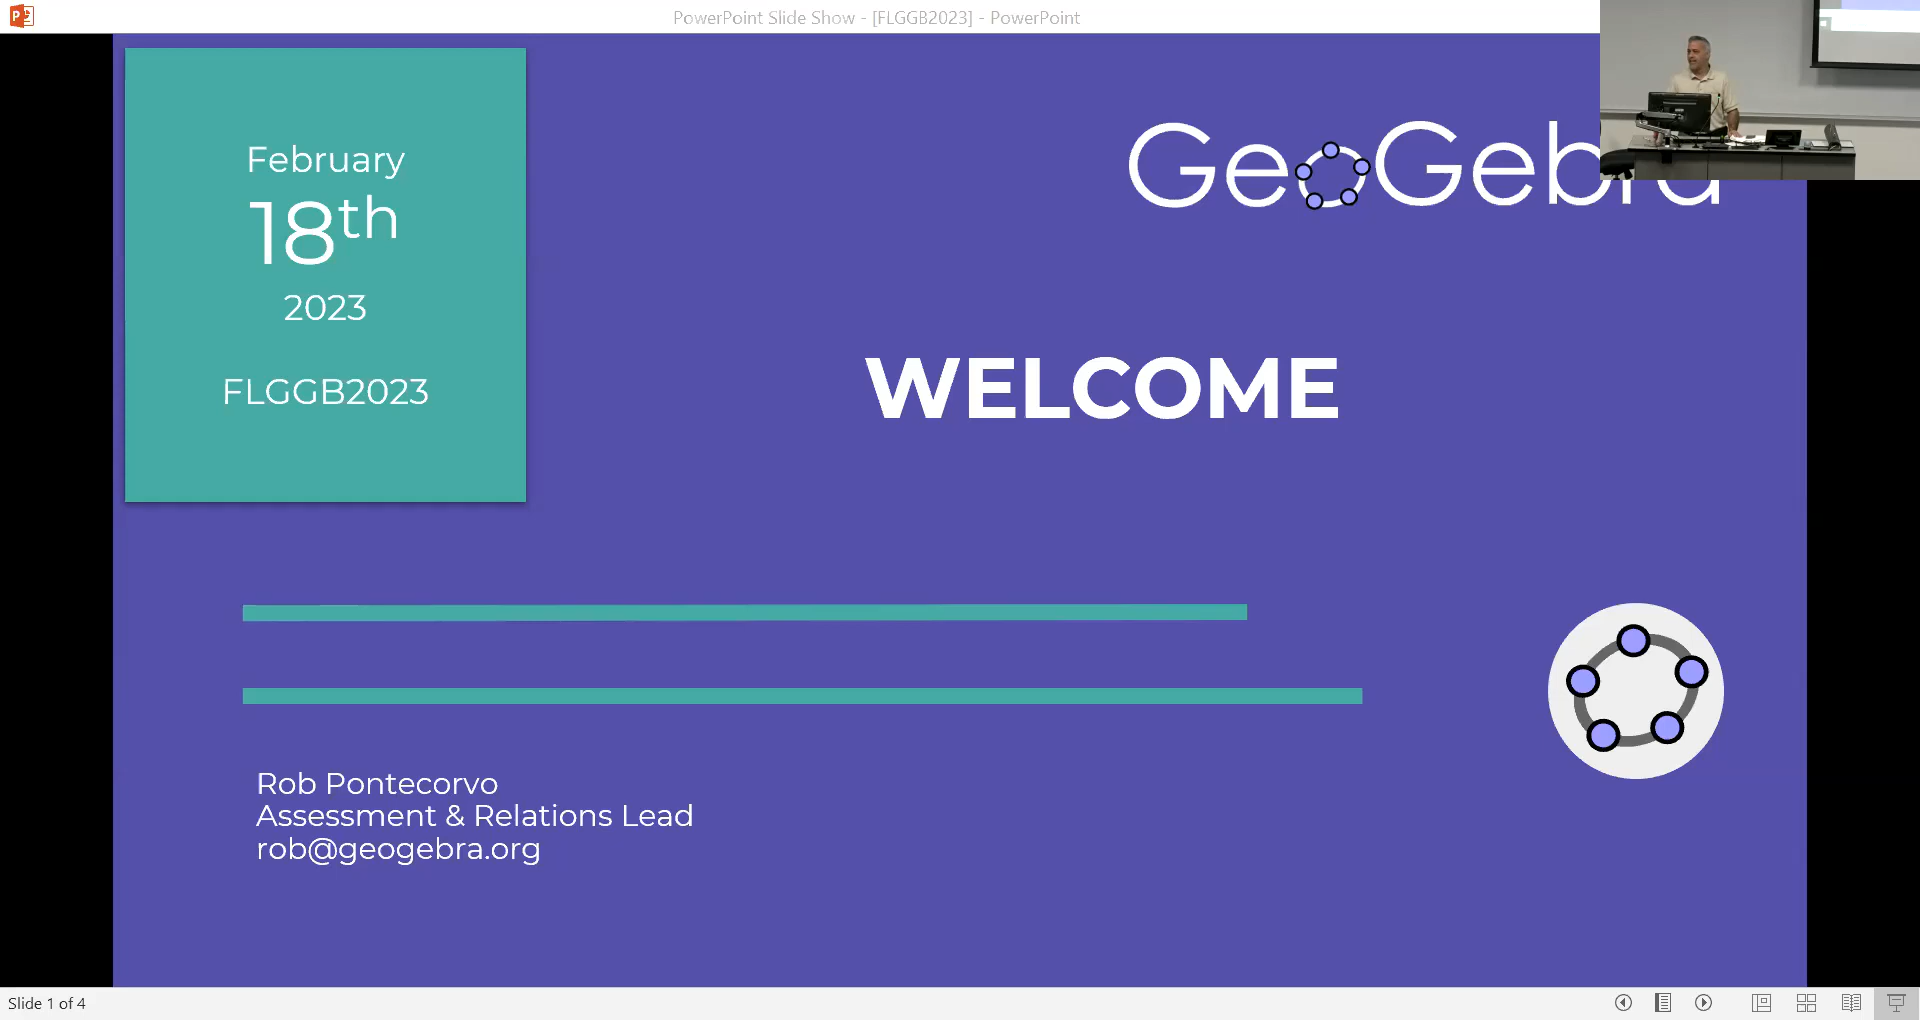 PowerPoint Slide Show - [FLGGB2023] - PowerPoint
February
18th
2023
FLGGB2023
GeoGebra
WELCOME
Rob Pontecorvo
Assessment & Relations Lead
rob@geogebra.org
Slide 1 of 4